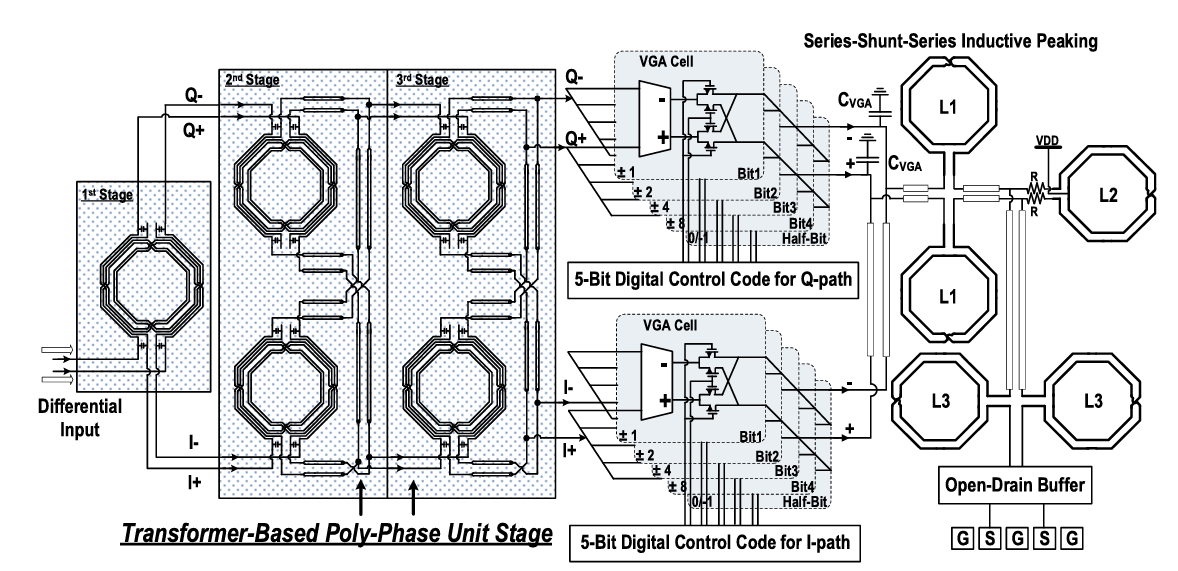 Series-Shunt-Series Inductive Peaking
2nd Stage
3rd Stage
1st Stage
Q-
Q+
Differential
Input
I-
I+
Transformer-Based Poly-Phase Unit Stage
Q-
Q+
VGA Cell
-
+
± 1
± 2
± 4
± 8
0/-1
Bit1
Bit2
Bit3
Bit4
Half-Bit
5-Bit Digital Control Code for Q-path
I-
I+
VGA Cell
-
+
± 1
± 2
± 4
± 8
0/-1
Bit1
Bit2
Bit3
Bit4
Half-Bit
5-Bit Digital Control Code for I-path
CVGA
-
+
CVGA
-
+
L1
VDD
R
R
L2
L1
L3
L3
Open-Drain Buffer
G S G S G